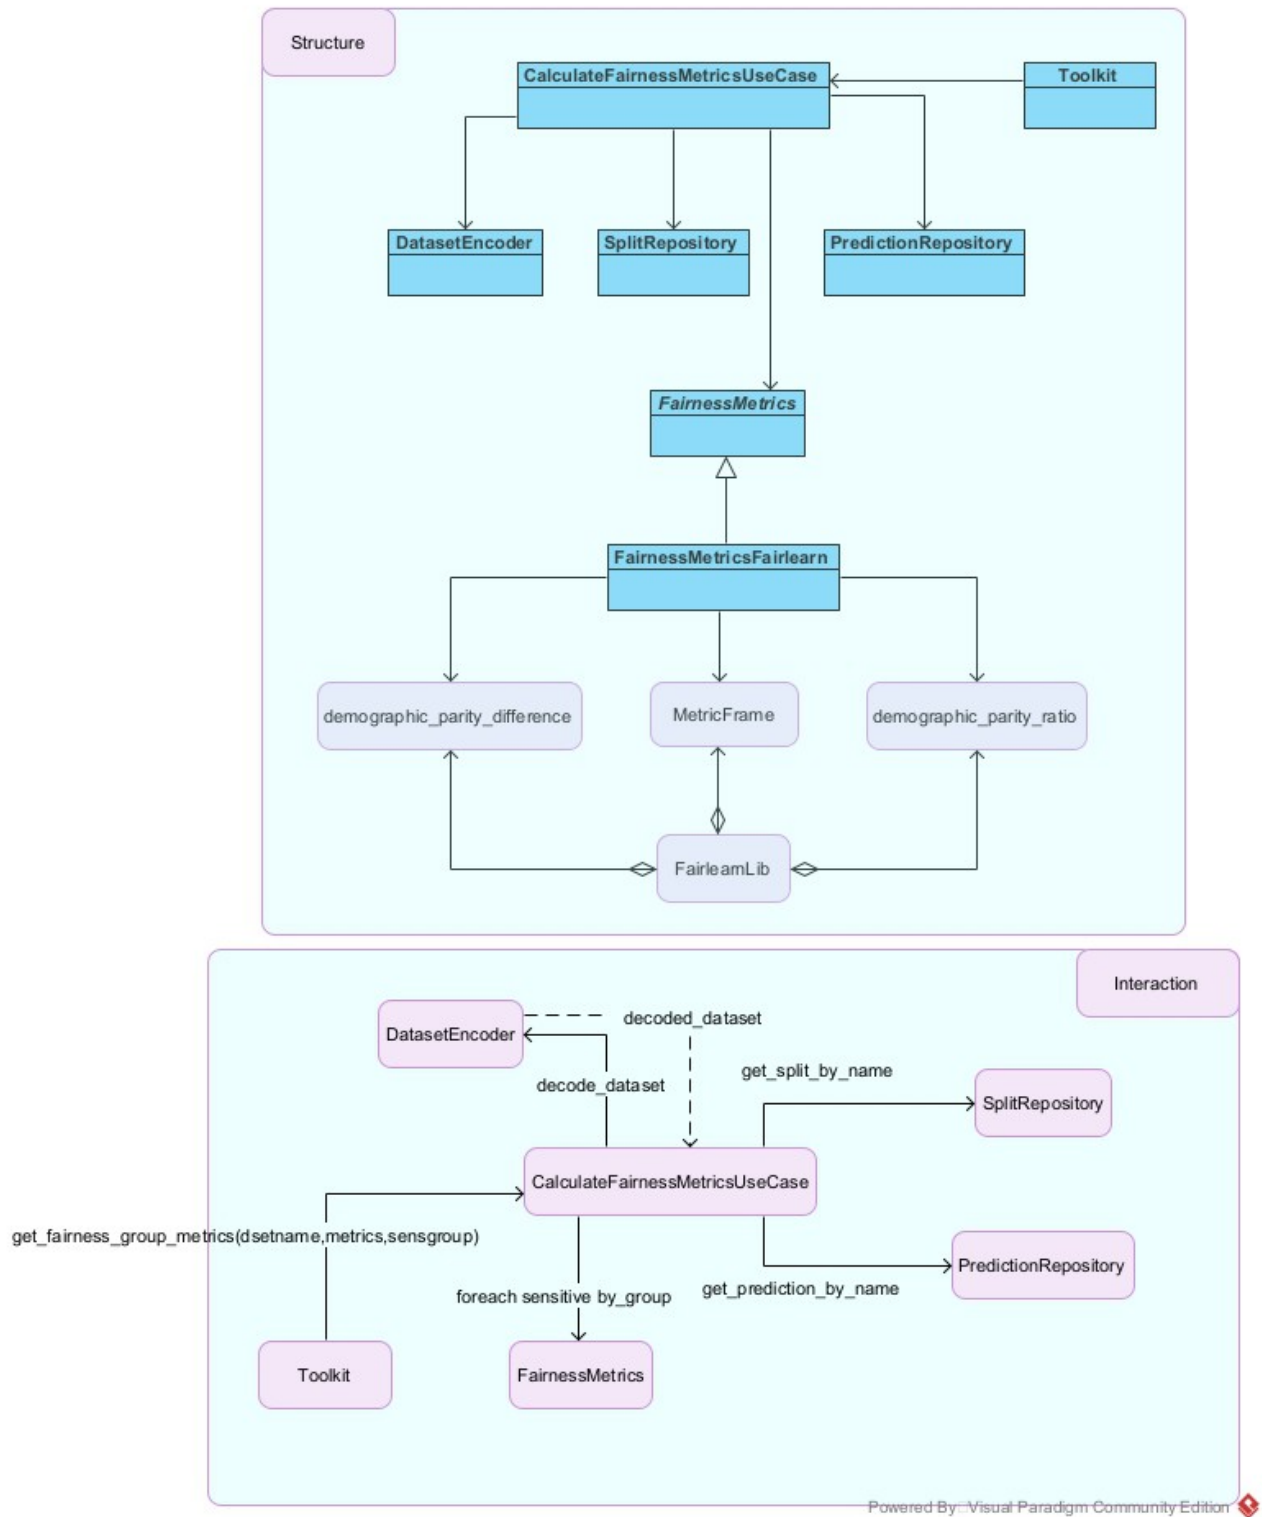 Structure
CalculateFairnessMetricsUseCase
Toolkit
DatasetEncoder
SplitRepository
PredictionRepository
FairnessMetrics
FairnessMetricsFairlearn
demographic_parity_difference
MetricFrame
demographic_parity_ratio
FairlearnLib
Interaction
DatasetEncoder
decoded_dataset
decode_dataset
get_split_by_name
SplitRepository
CalculateFairnessMetricsUseCase
get_fairness_group_metrics(dsetname,metrics,sensgroup)
PredictionRepository
get_prediction_by_name
foreach sensitive by_group
Toolkit
FairnessMetrics
Powered By Visual Paradigm Community Edition